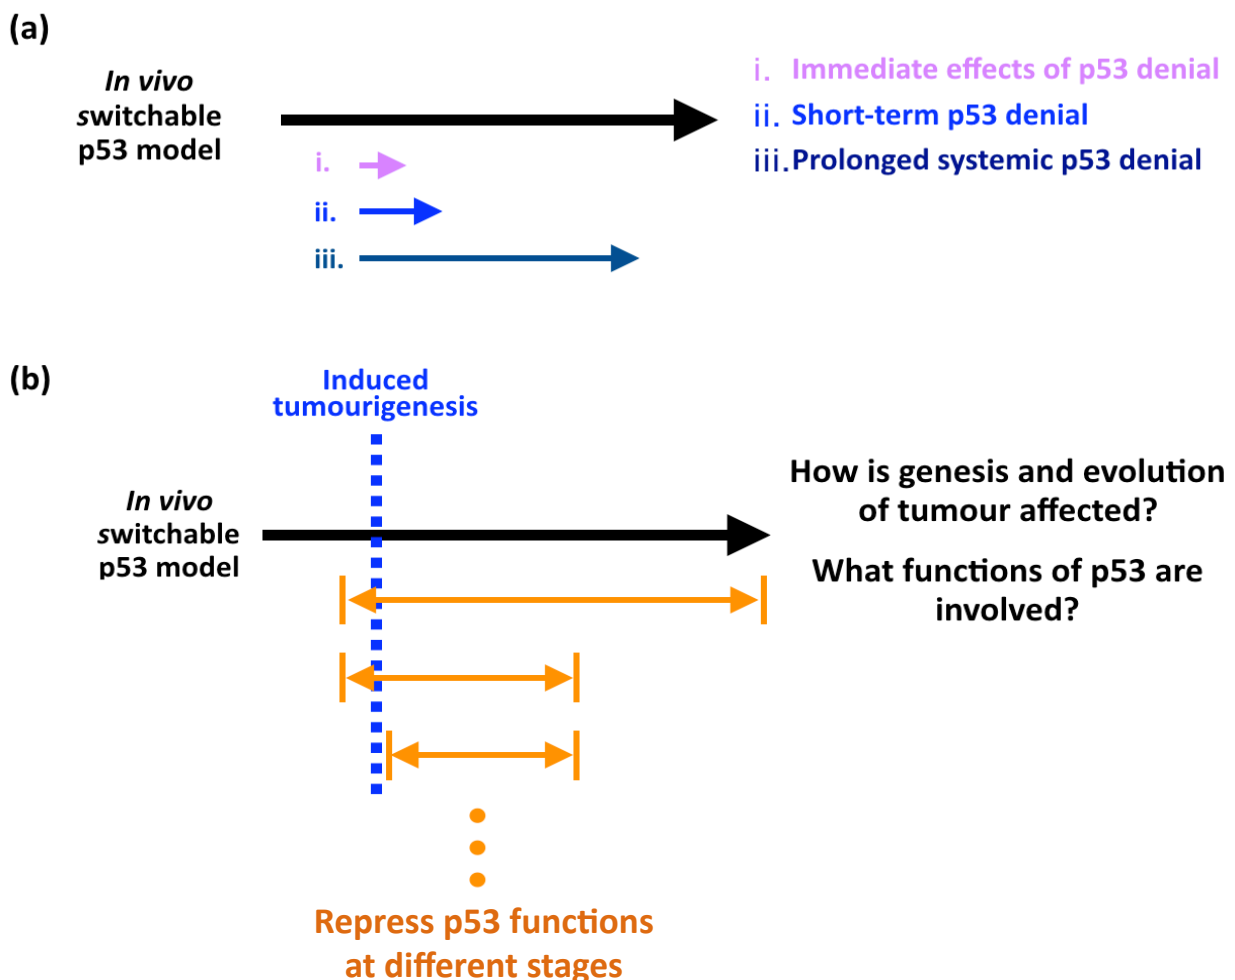 (a)
In vivo
switchable
p53 model
i. Immediate effects of p53 denial
ii. Short-term p53 denial
iii. Prolonged systemic p53 denial
i.
ii.
iii.
(b)
Induced
tumourigenesis
In vivo
switchable
p53 model
How is genesis and evolution
of tumour affected?
What functions of p53 are
involved?
Repress p53 functions
at different stages